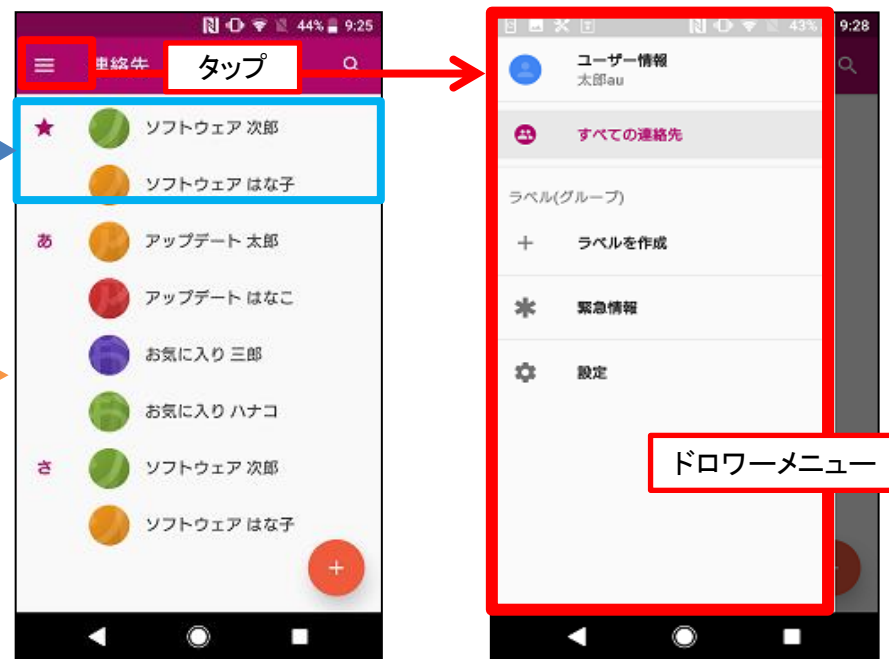 44% 9:25
連絡先
タップ
ソフトウェア 次郎
ソフトウェア はな子
あ
アップデート 太郎
アップデート はなこ
お気に入り 三郎
お気に入り ハナコ
さ
ソフトウェア 次郎
ソフトウェア はな子
43% 9:28
ユーザー情報
太郎au
すべての連絡先
ラベル(グループ)
ラベルを作成
緊急情報
設定
ドロワーメニュー